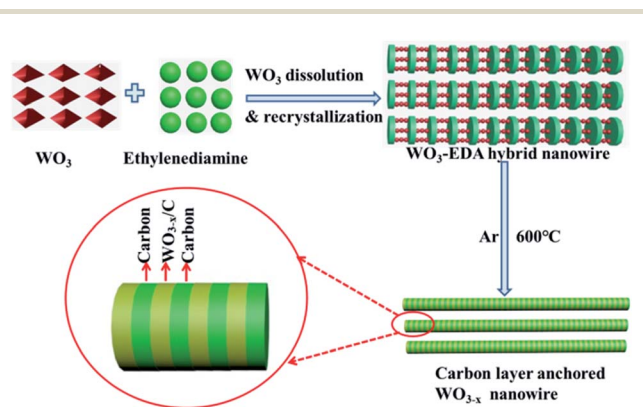 WO₃ dissolution
& recrystallization
WO₃
Ethylenediamine
WO₃-EDA hybrid nanowire
Ar 600℃
Carbon
WO₃₋ₓ/C
Carbon
Carbon layer anchored
WO₃₋ₓ nanowire